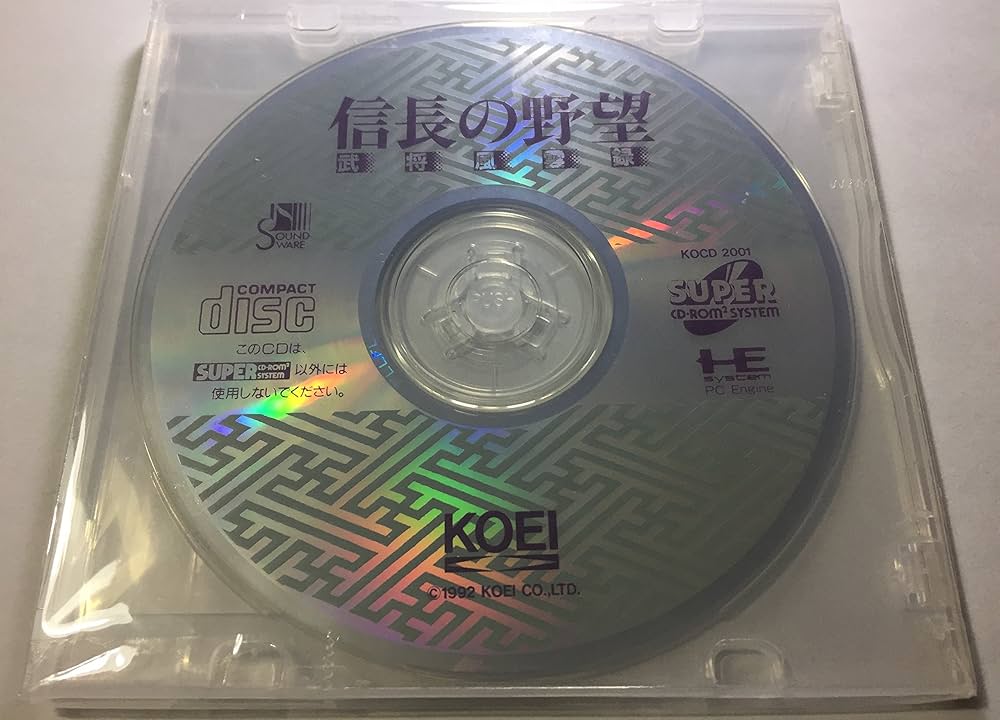 信長の野望
武将風雲録
SOUND WARE
COMPACT
disc
このCDは、
SUPER CD-ROM² SYSTEM 以外には
使用しないでください。
KOCD 2001
SUPER
CD-ROM² SYSTEM
HE
system
PC Engine
PUSH
KOEI
©1992 KOEI CO.,LTD.